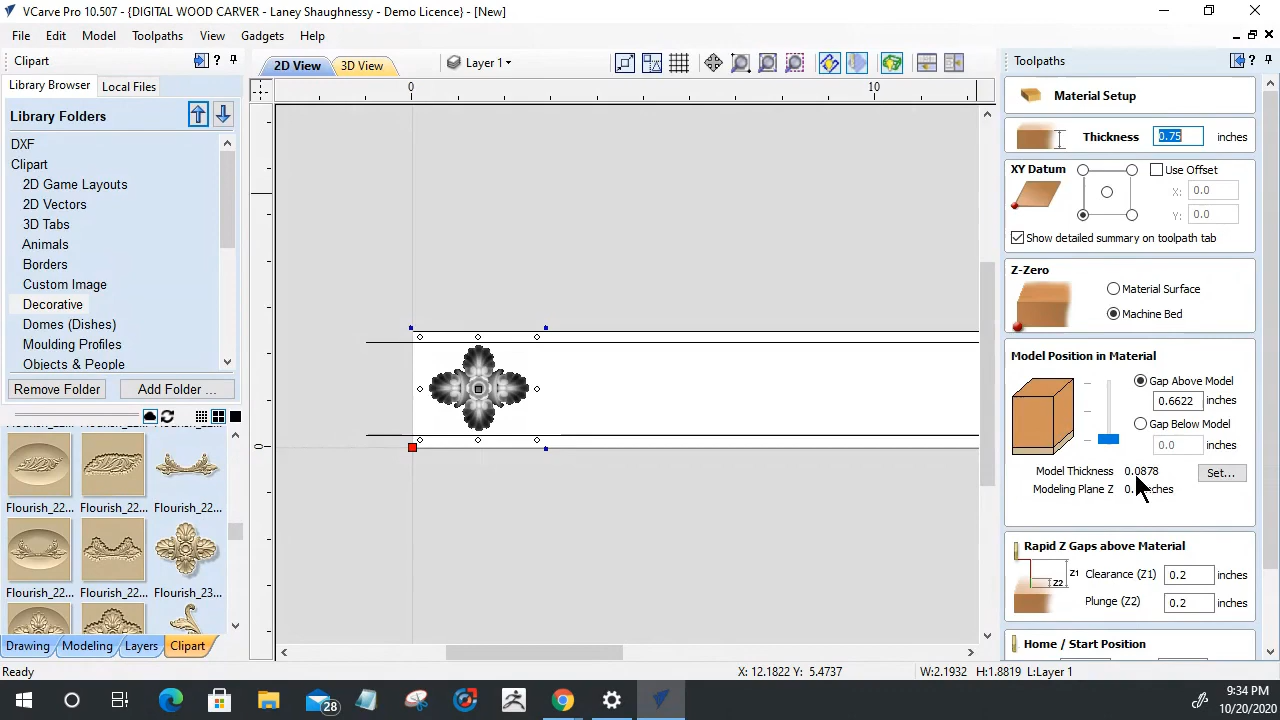 VCarve Pro 10.507 - {DIGITAL WOOD CARVER - Laney Shaughnessy - Demo Licence} - [New]
File Edit Model Toolpaths View Gadgets Help
Clipart
Library Browser Local Files
Library Folders
DXF
Clipart
2D Game Layouts
2D Vectors
3D Tabs
Animals
Borders
Custom Image
Decorative
Domes (Dishes)
Moulding Profiles
Objects & People
Remove Folder Add Folder ...
Flourish_22... Flourish_22... Flourish_22...
Flourish_22... Flourish_22... Flourish_23...
Drawing Modeling Layers Clipart
Ready
2D View 3D View Layer 1
0 10
0
Toolpaths
Material Setup
Thickness 0.75 inches
XY Datum Use Offset
X: 0.0
Y: 0.0
Show detailed summary on toolpath tab
Z-Zero
Material Surface
Machine Bed
Model Position in Material
Gap Above Model
0.6622 inches
Gap Below Model
0.0 inches
Model Thickness 0.0878
Set...
Modeling Plane Z inches
Rapid Z Gaps above Material
Z1
Z2
Clearance (Z1) 0.2 inches
Plunge (Z2) 0.2 inches
Home / Start Position
X: 12.1822 Y: 5.4737 W:2.1932 H:1.8819 L:Layer 1
28
9:34 PM
10/20/2020